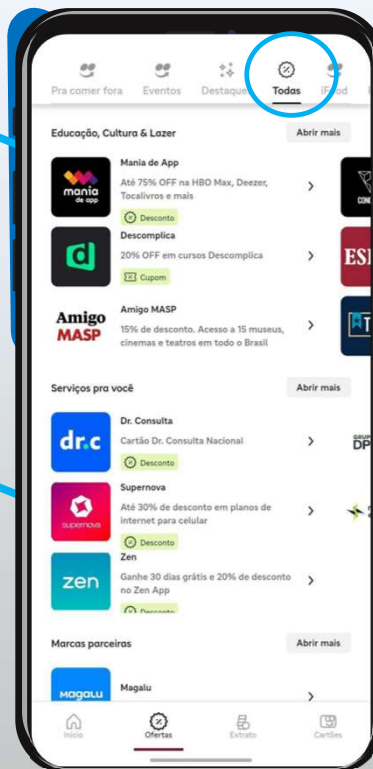 Pra comer fora Eventos Destaque Todas iFood
Educação, Cultura & Lazer Abrir mais
mania de app
Mania de App
Até 75% OFF na HBO Max, Deezer,
Tocalivros e mais
Desconto
d
Descomplica
20% OFF em cursos Descomplica
Cupom
Amigo
MASP
Amigo MASP
15% de desconto. Acesso a 15 museus,
cinemas e teatros em todo o Brasil
Serviços pra você Abrir mais
dr.c
Dr. Consulta
Cartão Dr. Consulta Nacional
Desconto
supernova
Supernova
Até 30% de desconto em planos de
internet para celular
Desconto
zen
Zen
Ganhe 30 dias grátis e 20% de desconto
no Zen App
Desconto
Marcas parceiras Abrir mais
MAGALU
Magalu
Início Ofertas Extrato Cartões